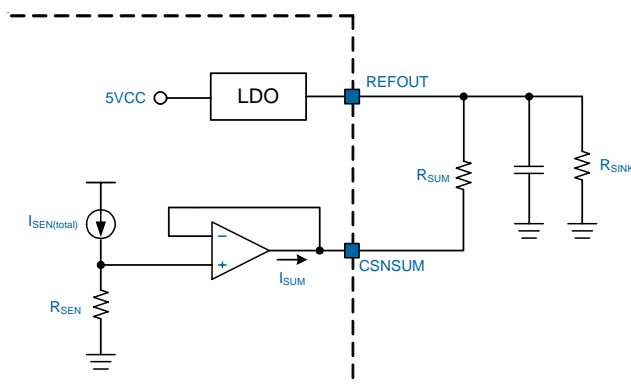 REFOUT
5VCC
LDO
RSUM
RSINK
ISEN(total)
−
+
CSNSUM
ISUM
RSEN